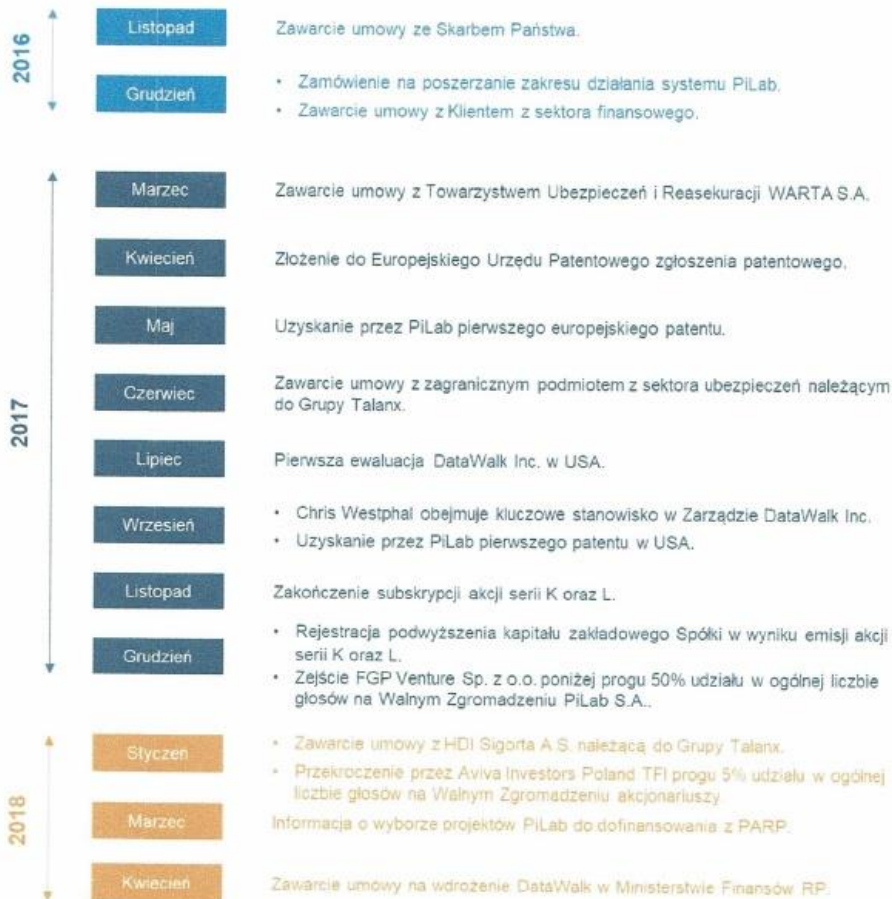 2016
Listopad
Zawarcie umowy ze Skarbem Państwa.
Grudzień
• Zamówienie na poszerzanie zakresu działania systemu PiLab.
• Zawarcie umowy z Klientem z sektora finansowego.
2017
Marzec
Zawarcie umowy z Towarzystwem Ubezpieczeń i Reasekuracji WARTA S.A.
Kwiecień
Złożenie do Europejskiego Urzędu Patentowego zgłoszenia patentowego.
Maj
Uzyskanie przez PiLab pierwszego europejskiego patentu.
Czerwiec
Zawarcie umowy z zagranicznym podmiotem z sektora ubezpieczeń należącym
do Grupy Talanx.
Lipiec
Pierwsza ewaluacja DataWalk Inc. w USA.
Wrzesień
• Chris Westphal obejmuje kluczowe stanowisko w Zarządzie DataWalk Inc.
• Uzyskanie przez PiLab pierwszego patentu w USA.
Listopad
Zakończenie subskrypcji akcji serii K oraz L.
Grudzień
• Rejestracja podwyższenia kapitału zakładowego Spółki w wyniku emisji akcji
serii K oraz L.
• Zejście FGP Venture Sp. z o.o. poniżej progu 50% udziału w ogólnej liczbie
głosów na Walnym Zgromadzeniu PiLab S.A..
2018
Styczeń
• Zawarcie umowy z HDI Sigorta A.S. należącą do Grupy Talanx.
• Przekroczenie przez Aviva Investors Poland TFI progu 5% udziału w ogólnej
liczbie głosów na Walnym Zgromadzeniu akcjonariuszy
Marzec
Informacja o wyborze projektów PiLab do dofinansowania z PARP.
Kwiecień
Zawarcie umowy na wdrożenie DataWalk w Ministerstwie Finansów RP.